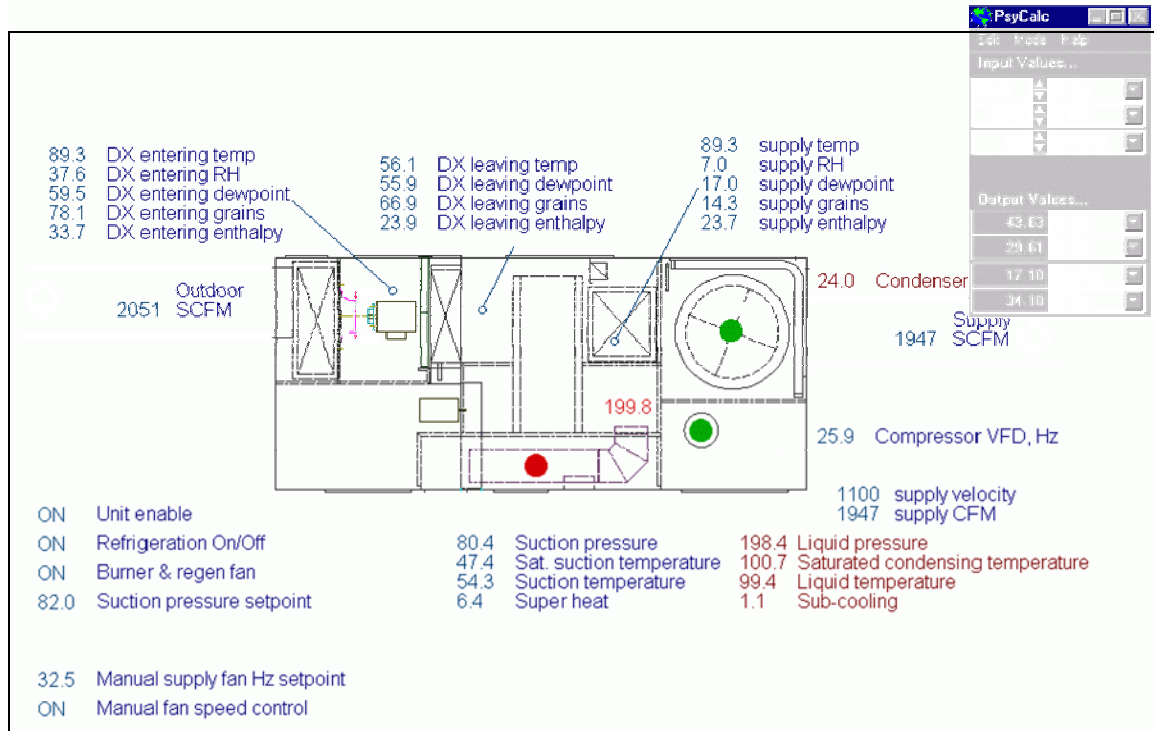 PsyCalc
Edit Mode Help
Input Values...
Output Values...
43.63
29.61
17.10
34.10
89.3 DX entering temp
37.6 DX entering RH
59.5 DX entering dewpoint
78.1 DX entering grains
33.7 DX entering enthalpy
56.1 DX leaving temp
55.9 DX leaving dewpoint
66.9 DX leaving grains
23.9 DX leaving enthalpy
89.3 supply temp
7.0 supply RH
17.0 supply dewpoint
14.3 supply grains
23.7 supply enthalpy
Outdoor
2051 SCFM
24.0 Condenser
Supply
1947 SCFM
199.8
25.9 Compressor VFD, Hz
1100 supply velocity
1947 supply CFM
ON Unit enable
ON Refrigeration On/Off
ON Burner & regen fan
82.0 Suction pressure setpoint
80.4 Suction pressure
47.4 Sat. suction temperature
54.3 Suction temperature
6.4 Super heat
198.4 Liquid pressure
100.7 Saturated condensing temperature
99.4 Liquid temperature
1.1 Sub-cooling
32.5 Manual supply fan Hz setpoint
ON Manual fan speed control